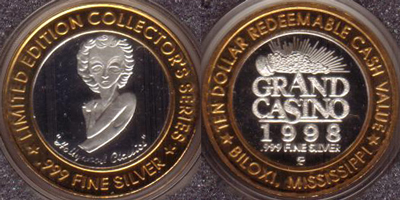 LIMITED EDITION COLLECTOR'S SERIES
"Hollywood Classics"
.999 FINE SILVER
TEN DOLLAR REDEEMABLE CASH VALUE
GRAND
CASINO
1998
.999 FINE SILVER
G
BILOXI, MISSISSIPPI